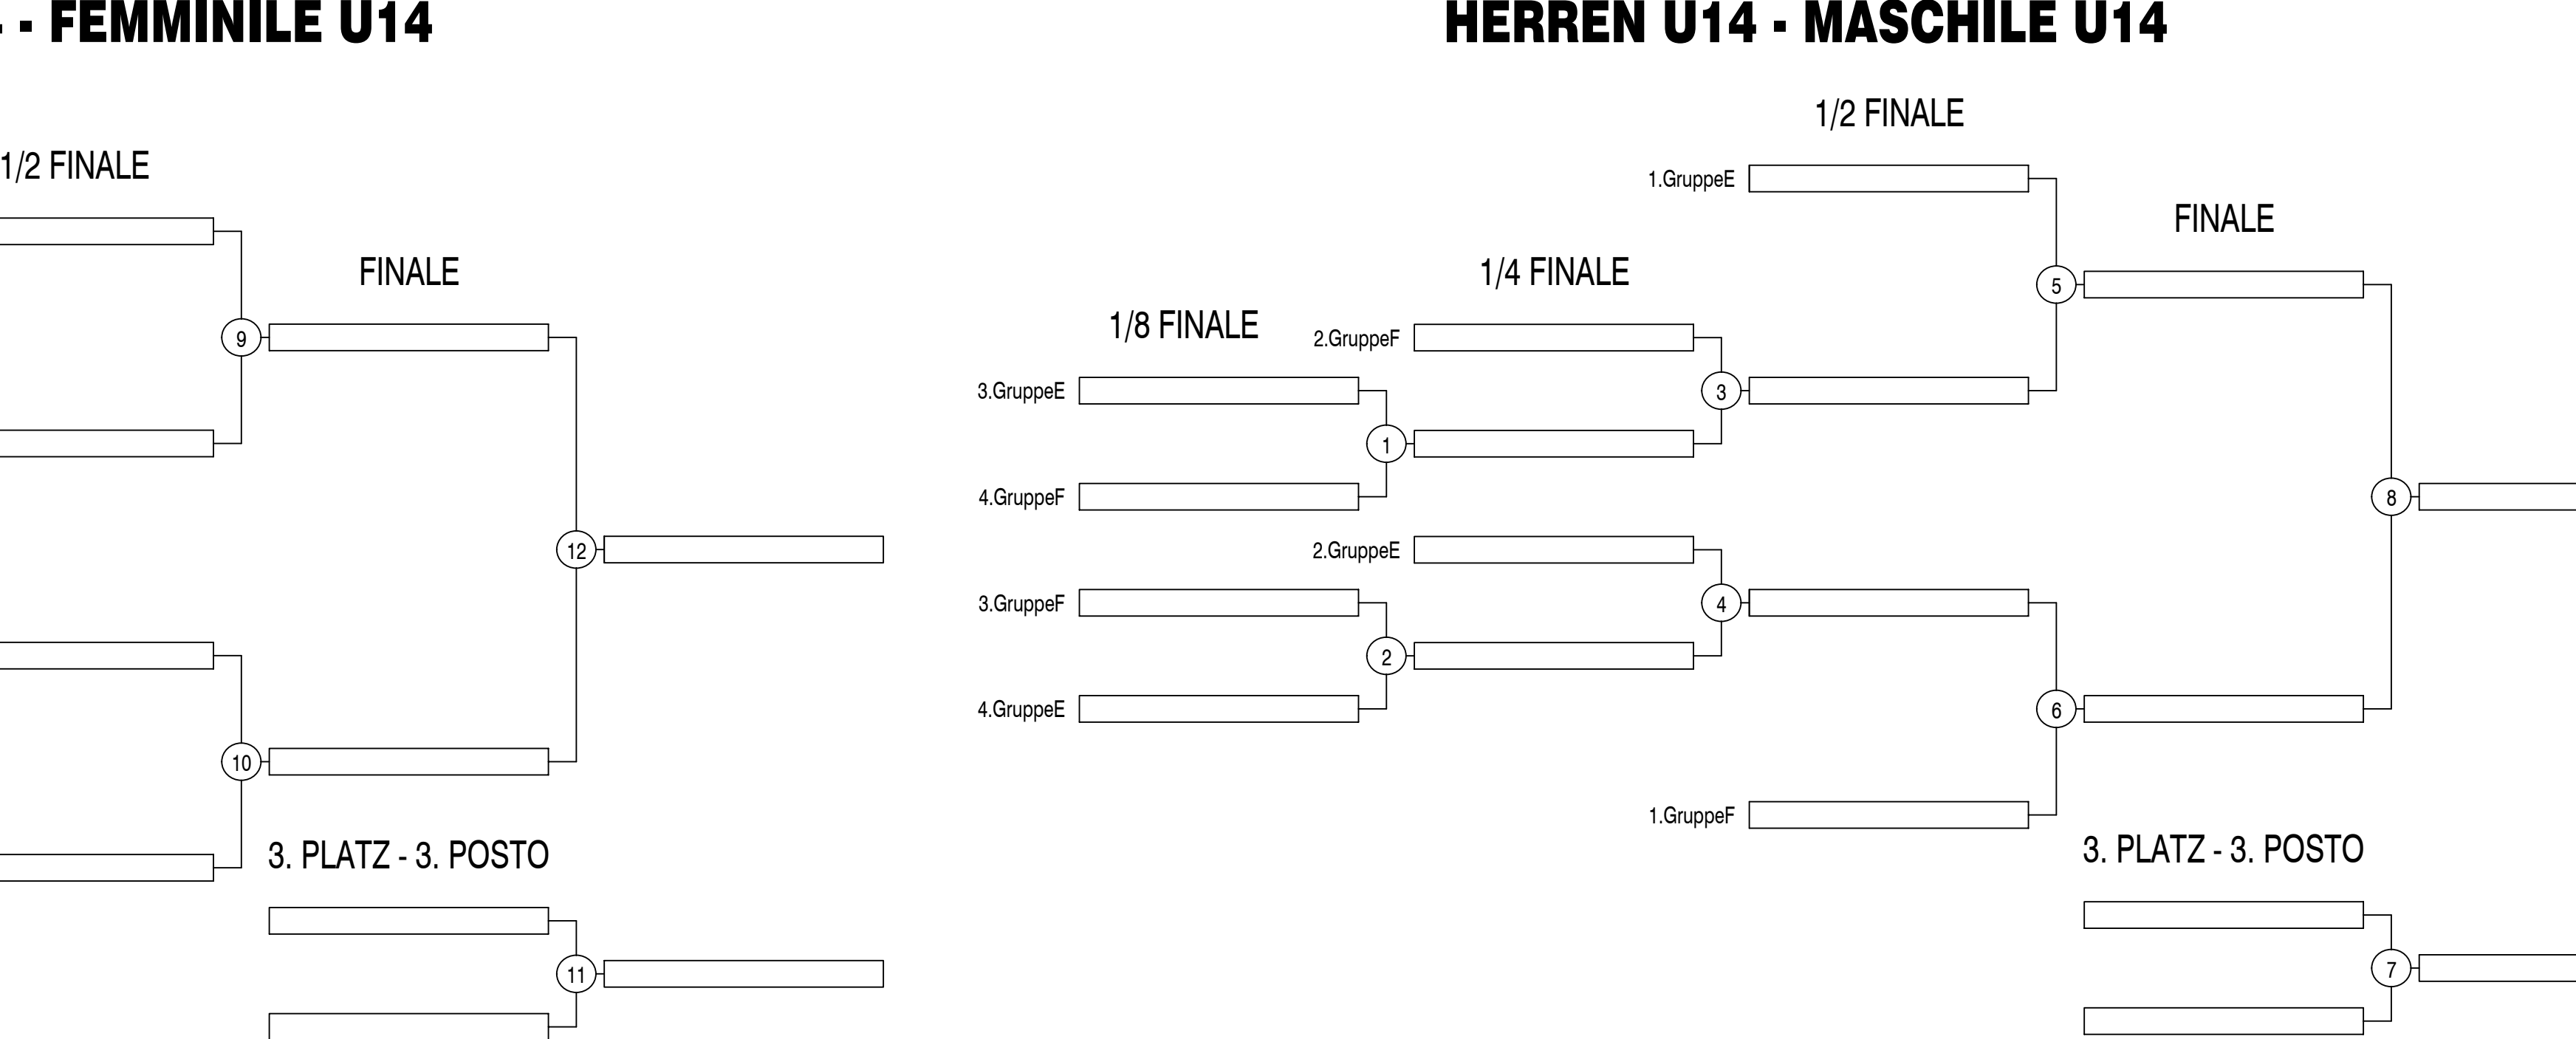 - FEMMINILE U14
1/2 FINALE
FINALE
9
12
10
3. PLATZ - 3. POSTO
11
HERREN U14 - MASCHILE U14
1/2 FINALE
1.GruppeE
FINALE
1/4 FINALE
5
1/8 FINALE
2.GruppeF
3.GruppeE
3
1
4.GruppeF
8
2.GruppeE
3.GruppeF
4
2
4.GruppeE
6
1.GruppeF
3. PLATZ - 3. POSTO
7